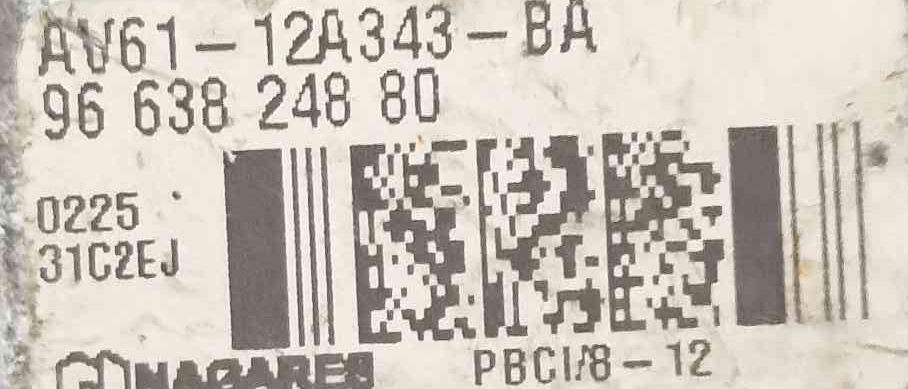 AV61-12A343-BA
96 638 248 80
0225
31C2EJ
NAGARES
PBCI/8-12